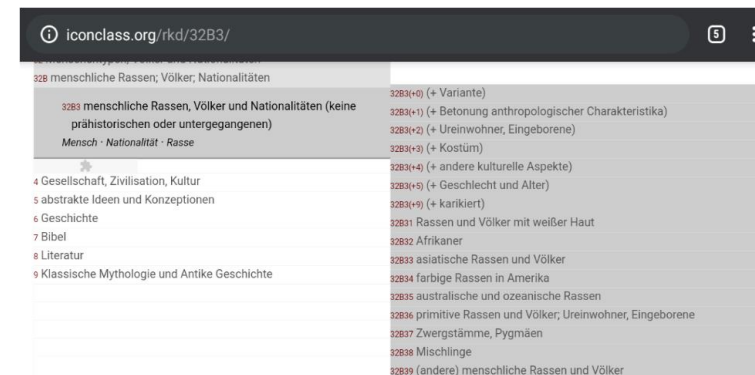 iconclass.org/rkd/32B3/
5
32B menschliche Rassen; Völker; Nationalitäten
32B3 menschliche Rassen, Völker und Nationalitäten (keine
prähistorischen oder untergegangenen)
Mensch · Nationalität · Rasse
4 Gesellschaft, Zivilisation, Kultur
5 abstrakte Ideen und Konzeptionen
6 Geschichte
7 Bibel
8 Literatur
9 Klassische Mythologie und Antike Geschichte
32B3(+0) (+ Variante)
32B3(+1) (+ Betonung anthropologischer Charakteristika)
32B3(+2) (+ Ureinwohner, Eingeborene)
32B3(+3) (+ Kostüm)
32B3(+4) (+ andere kulturelle Aspekte)
32B3(+5) (+ Geschlecht und Alter)
32B3(+9) (+ karikiert)
32B31 Rassen und Völker mit weißer Haut
32B32 Afrikaner
32B33 asiatische Rassen und Völker
32B34 farbige Rassen in Amerika
32B35 australische und ozeanische Rassen
32B36 primitive Rassen und Völker; Ureinwohner, Eingeborene
32B37 Zwergstämme, Pygmäen
32B38 Mischlinge
32B39 (andere) menschliche Rassen und Völker